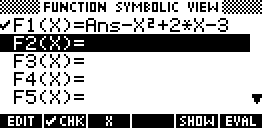 FUNCTION SYMBOLIC VIEW
✓F1(X)=Ans-X²+2*X-3
F2(X)=
F3(X)=
F4(X)=
F5(X)=
EDIT ✓CHK X SHOW EVAL